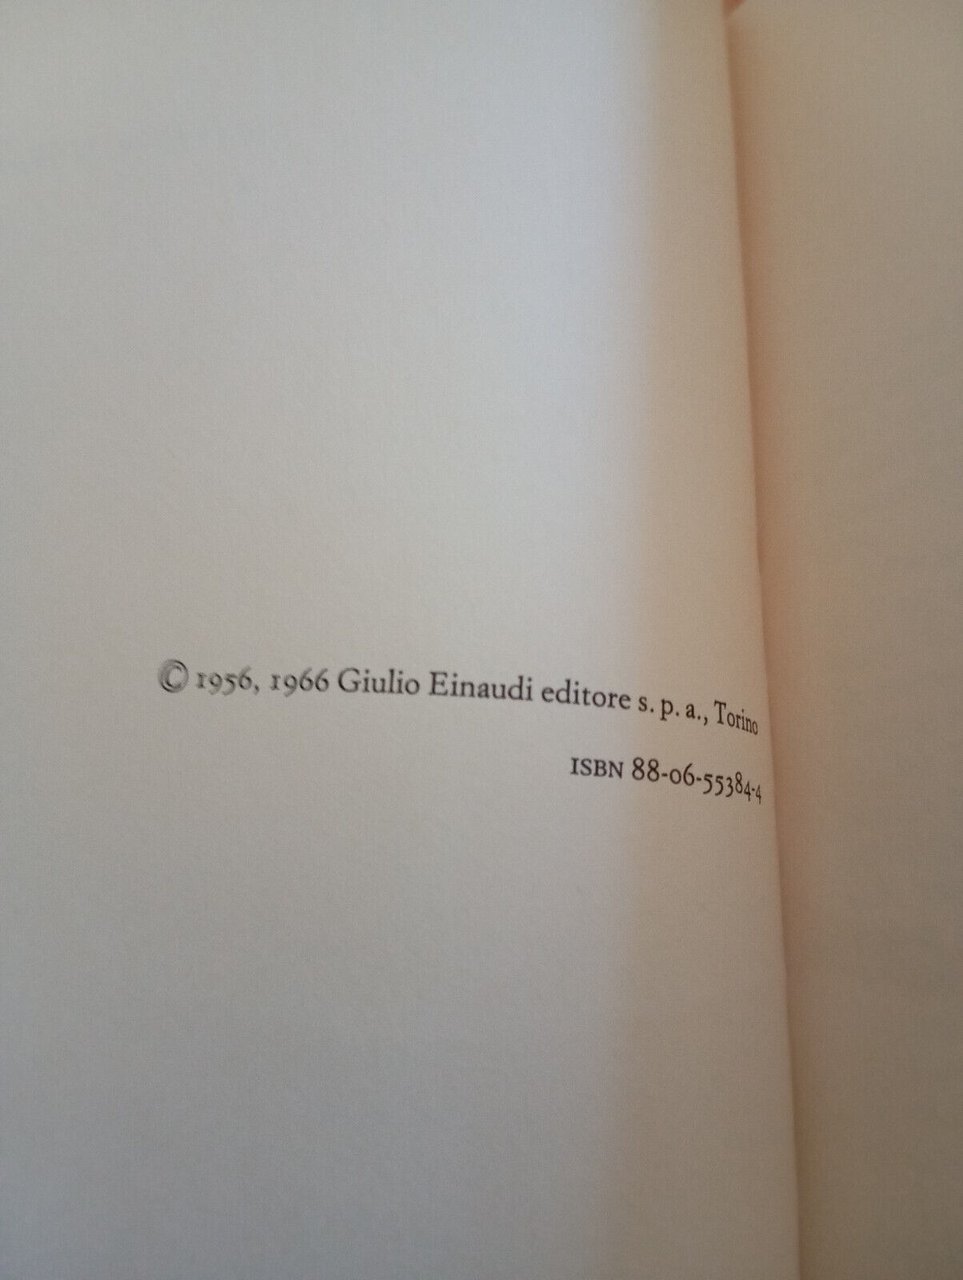 © 1956, 1966 Giulio Einaudi editore s. p. a., Torino
ISBN 88-06-55384-4